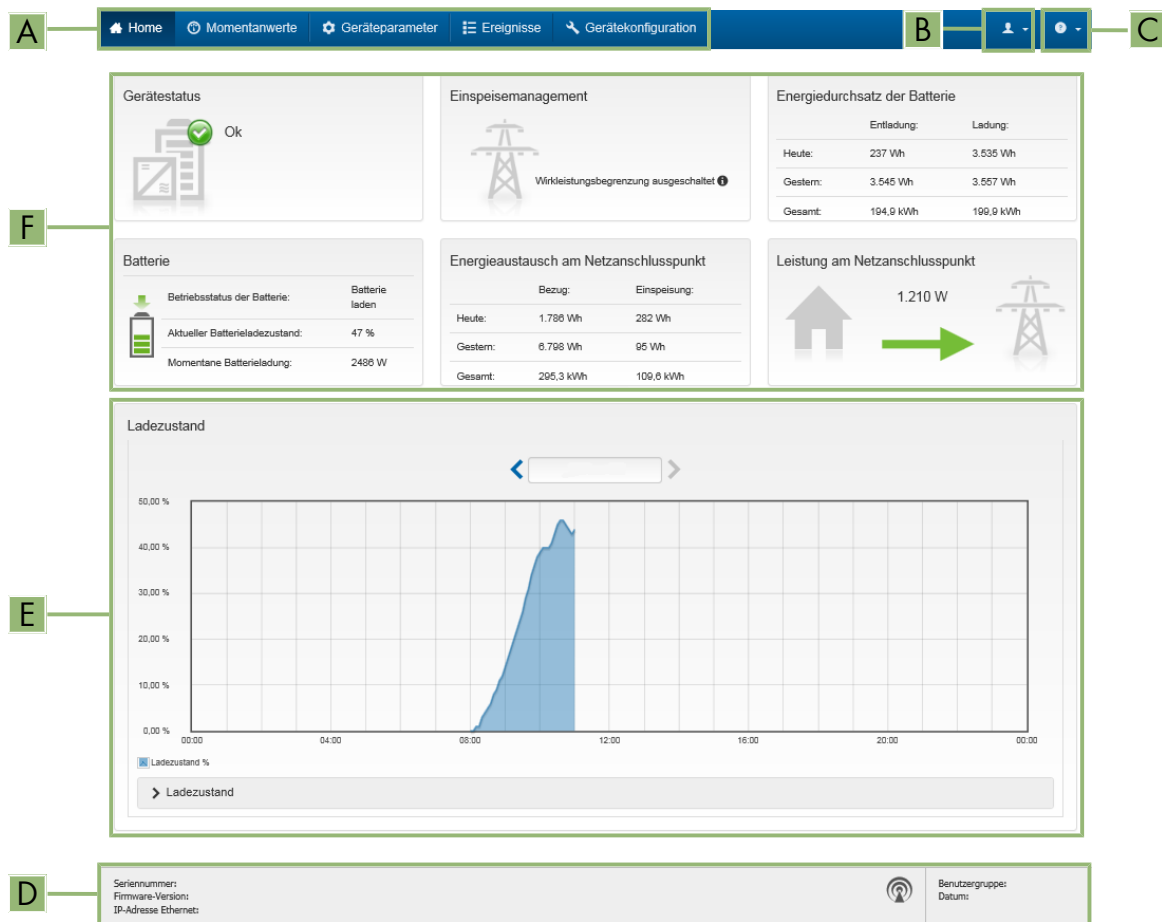 A
Home Momentanwerte Geräteparameter Ereignisse Gerätekonfiguration
B
C
F
Gerätestatus
Ok
Einspeisemanagement
Wirkleistungsbegrenzung ausgeschaltet
Energiedurchsatz der Batterie
Entladung: Ladung:
Heute: 237 Wh 3.535 Wh
Gestern: 3.545 Wh 3.557 Wh
Gesamt: 194,9 kWh 199,9 kWh
Batterie
Betriebsstatus der Batterie: Batterie
laden
Aktueller Batterieladezustand: 47 %
Momentane Batterieladung: 2486 W
Energieaustausch am Netzanschlusspunkt
Bezug: Einspeisung:
Heute: 1.786 Wh 282 Wh
Gestern: 6.798 Wh 95 Wh
Gesamt: 295,3 kWh 109,6 kWh
Leistung am Netzanschlusspunkt
1.210 W
E
Ladezustand
50,00 %
40,00 %
30,00 %
20,00 %
10,00 %
0,00 %
00:00 04:00 08:00 12:00 16:00 20:00 00:00
Ladezustand %
Ladezustand
D
Seriennummer:
Firmware-Version:
IP-Adresse Ethernet:
Benutzergruppe:
Datum: